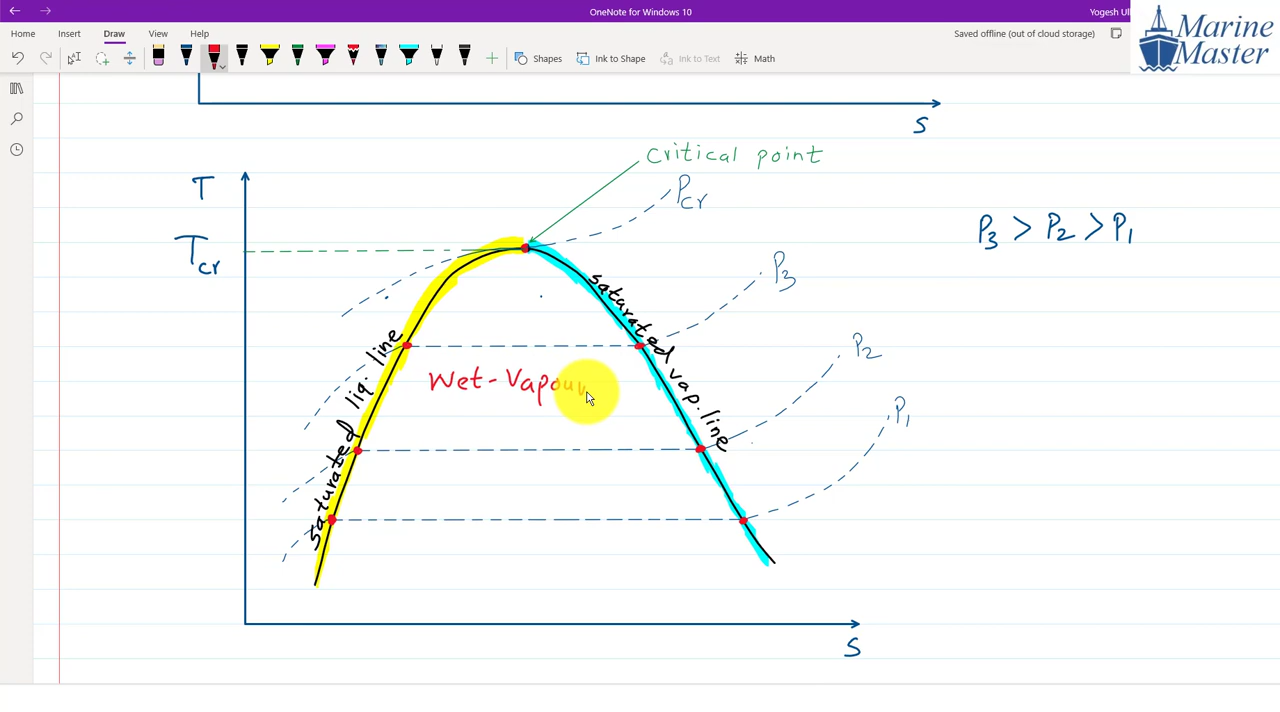 OneNote for Windows 10
Yogesh Ull
Home Insert Draw View Help
Saved offline (out of cloud storage)
Marine Master
Shapes Ink to Shape Ink to Text Math
S
Critical point
T
Pcr
Tcr
P3 > P2 > P1
P3
saturated liq. line
saturated vap. line
P2
Wet-Vapour
P1
S